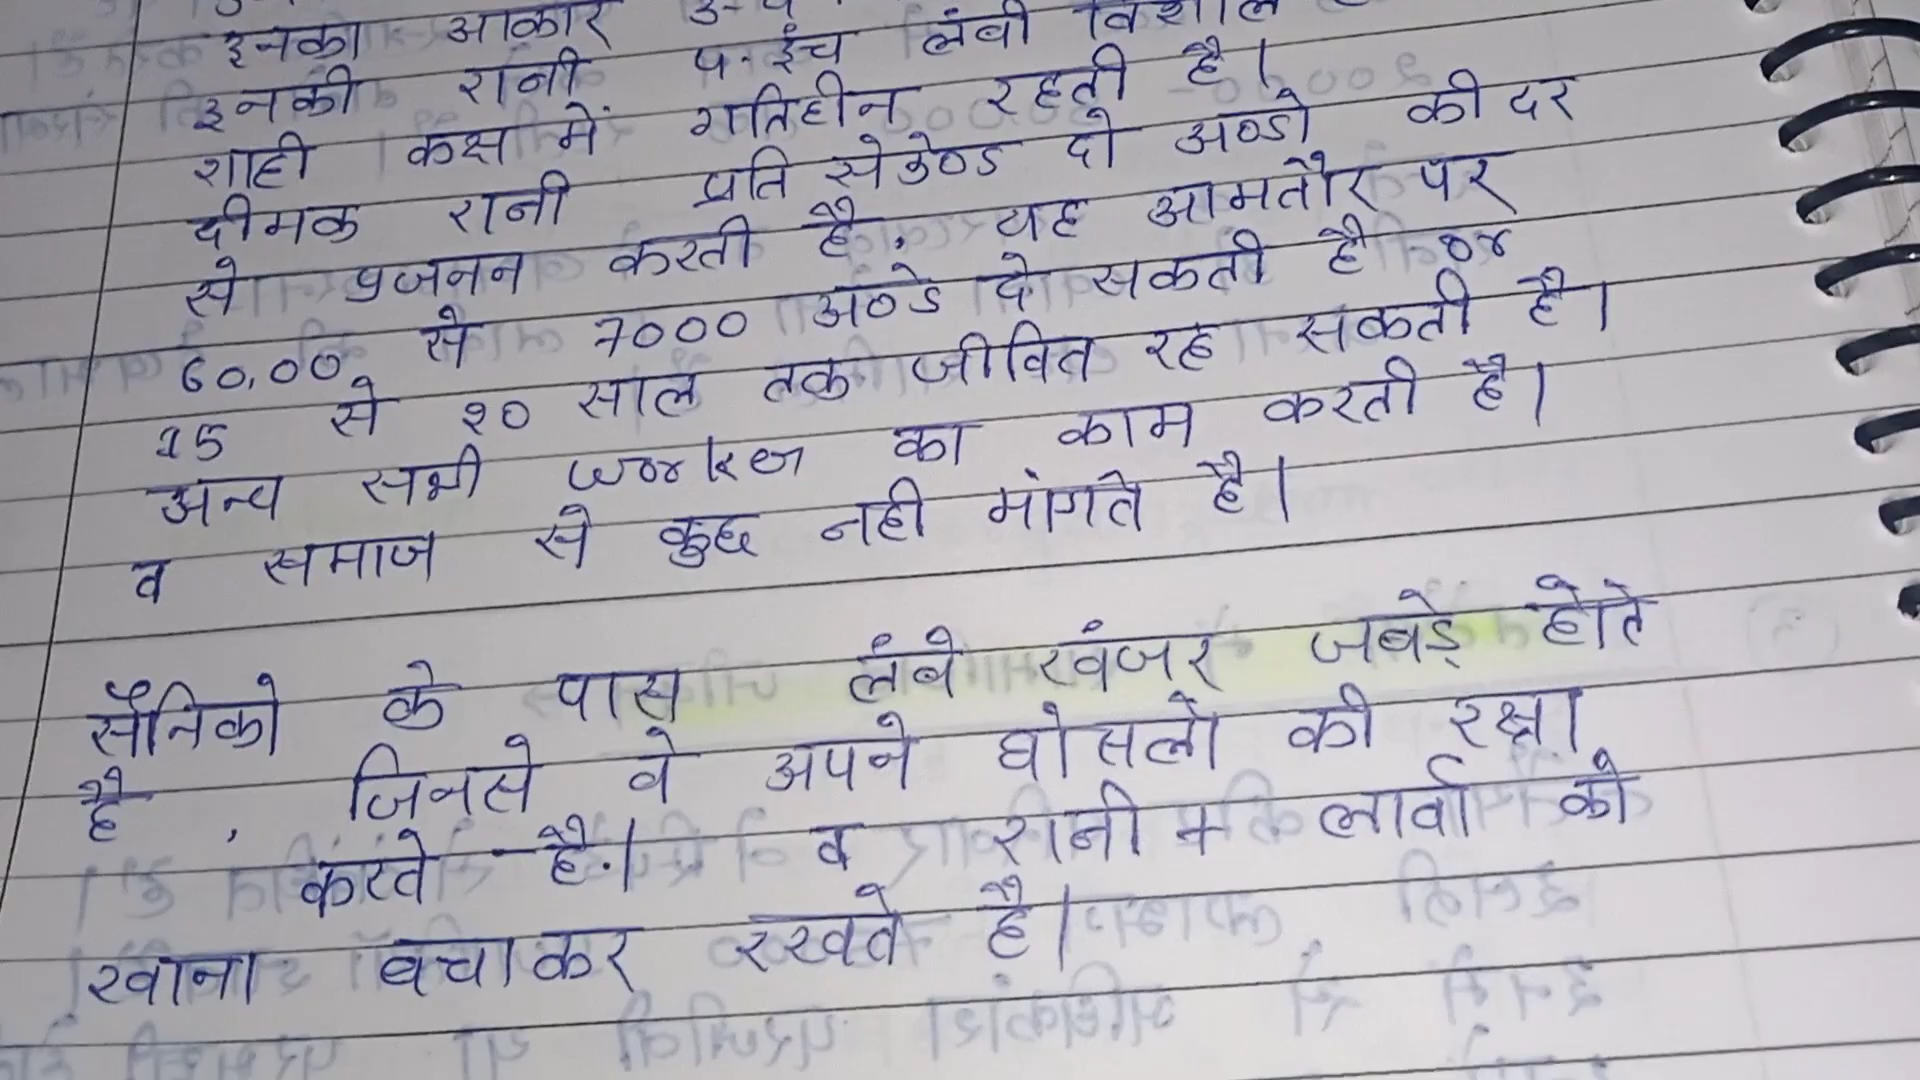 इनका आकार 3-4
इनकी रानी 4. इंच लंबी विशाल
शाही कक्ष में गतिहीन रहती है।
दीमक रानी प्रति सेकेण्ड दो अण्डो की दर
से प्रजनन करती है, यह आमतौर पर
60,00 से 7000 अण्डे दे सकती है
15 से 20 साल तक जीवित रह सकती है।
अन्य सभी worker का काम करती है।
व समाज से कुछ नही मांगते है।
सैनिको के पास लंबे खंजर जबड़े होते
है , जिनसे वे अपने घोसलो की रक्षा
करते है.। व रानी + लार्वा को
खाना बचाकर रखते है।